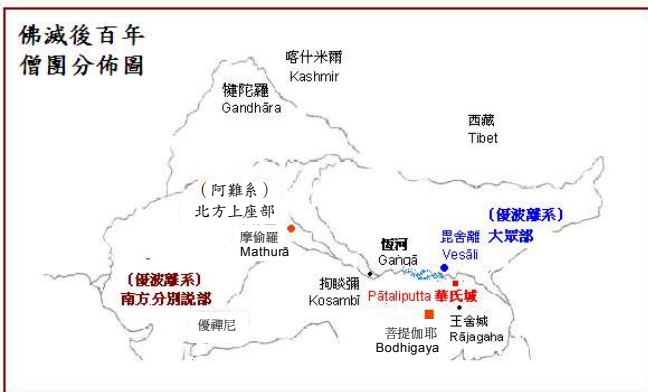 佛滅後百年
僧團分佈圖
喀什米爾
Kashmir
犍陀羅
Gandhāra
西藏
Tibet
（阿難系）
北方上座部
摩偷羅
Mathurā
恆河
Gaṅgā
毘舍離
Vesāli
〔優波離系〕
大眾部
〔優波離系〕
南方分別說部
拘睒彌
Kosambī
Pātaliputta 華氏城
優禪尼
菩提伽耶
Bodhigaya
王舍城
Rājagaha